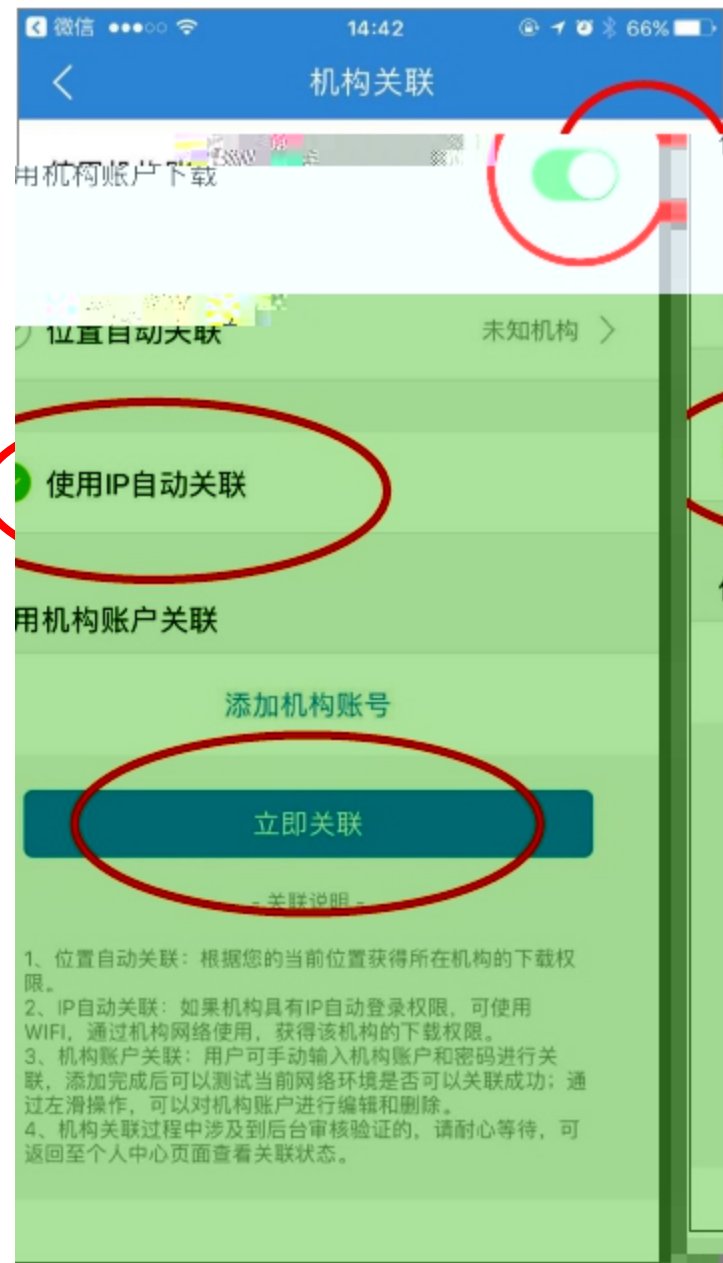 微信 14:42 66%
机构关联
用机构账户下载
位置自动关联 未知机构
使用IP自动关联
用机构账户关联
添加机构账号
立即关联
- 关联说明 -
1、位置自动关联：根据您的当前位置获得所在机构的下载权
限。
2、IP自动关联：如果机构具有IP自动登录权限，可使用
WIFI，通过机构网络使用，获得该机构的下载权限。
3、机构账户关联：用户可手动输入机构账户和密码进行关
联，添加完成后可以测试当前网络环境是否可以关联成功；通
过左滑操作，可以对机构账户进行编辑和删除。
4、机构关联过程中涉及到后台审核验证的，请耐心等待，可
返回至个人中心页面查看关联状态。